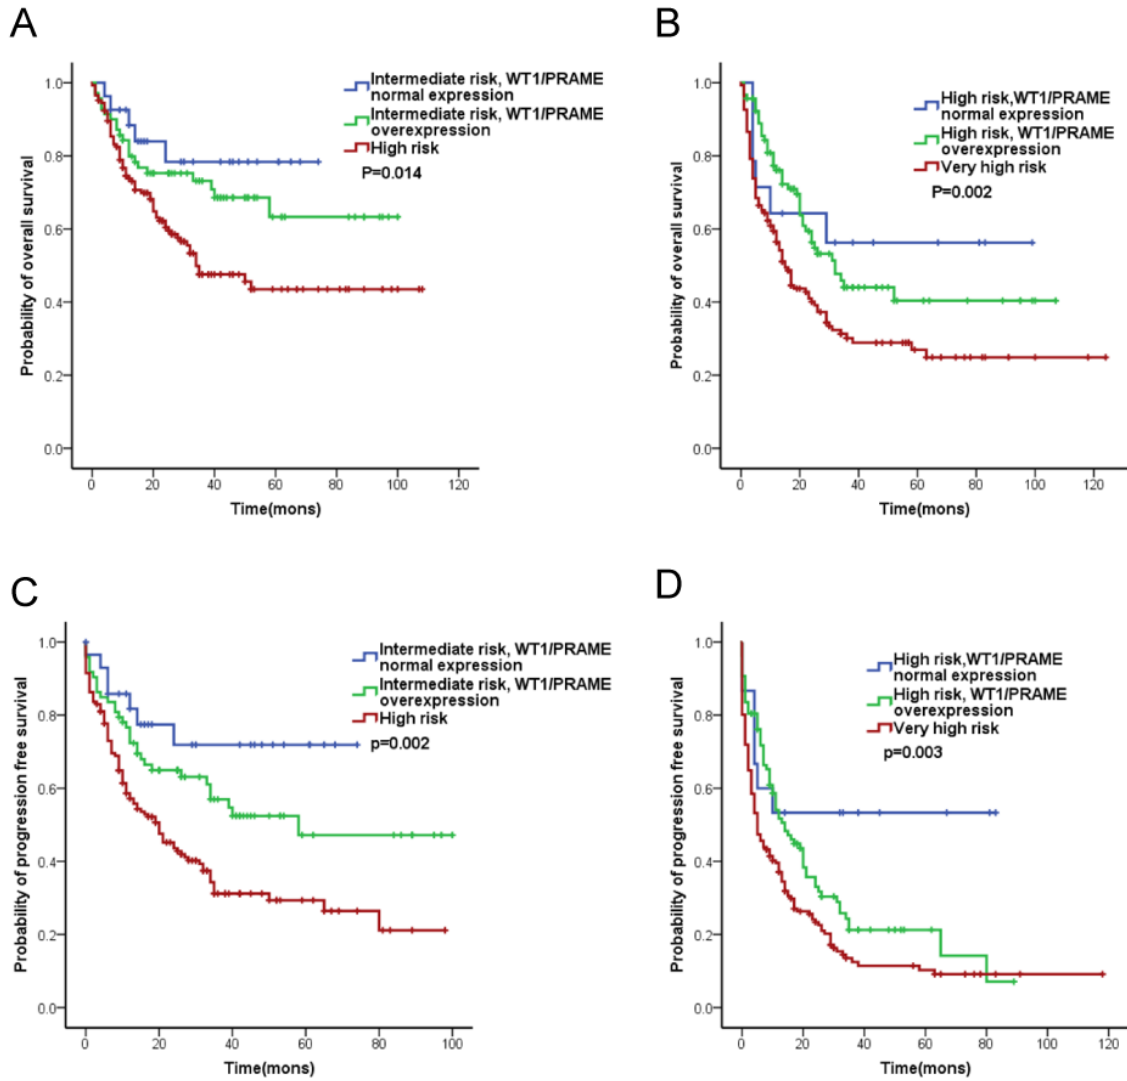 A
Probability of overall survival
1.0
0.8
0.6
0.4
0.2
0.0
0 20 40 60 80 100 120
Time(mons)
Intermediate risk, WT1/PRAME
normal expression
Intermediate risk, WT1/PRAME
overexpression
High risk
P=0.014
B
Probability of overall survival
1.0
0.8
0.6
0.4
0.2
0.0
0 20 40 60 80 100 120
Time(mons)
High risk,WT1/PRAME
normal expression
High risk, WT1/PRAME
overexpression
Very high risk
P=0.002
C
Probability of progression free survival
1.0
0.8
0.6
0.4
0.2
0.0
0 20 40 60 80 100
Time(mons)
Intermediate risk, WT1/PRAME
normal expression
Intermediate risk, WT1/PRAME
overexpression
High risk
p=0.002
D
Probability of progression free survival
1.0
0.8
0.6
0.4
0.2
0.0
0 20 40 60 80 100 120
Time(mons)
High risk,WT1/PRAME
normal expression
High risk, WT1/PRAME
overexpression
Very high risk
p=0.003